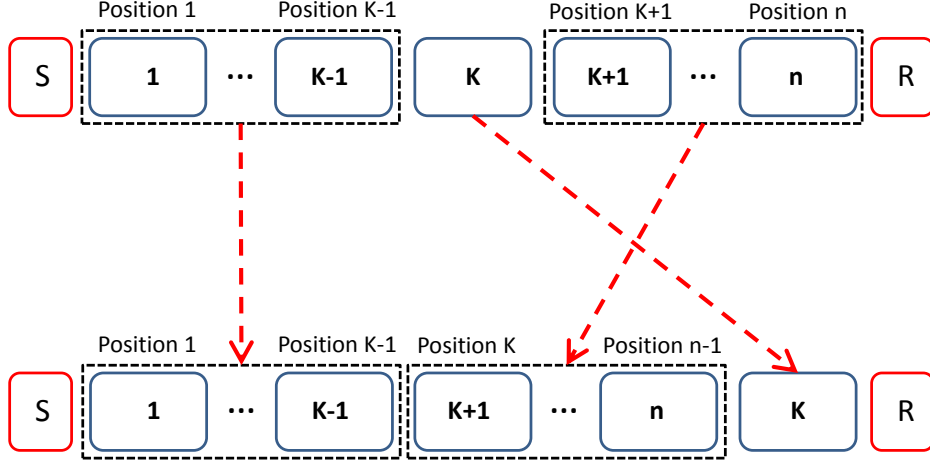 Position 1 Position K-1 Position K+1 Position n
S 1 ... K-1 K K+1 ... n R
Position 1 Position K-1 Position K Position n-1
S 1 ... K-1 K+1 ... n K R